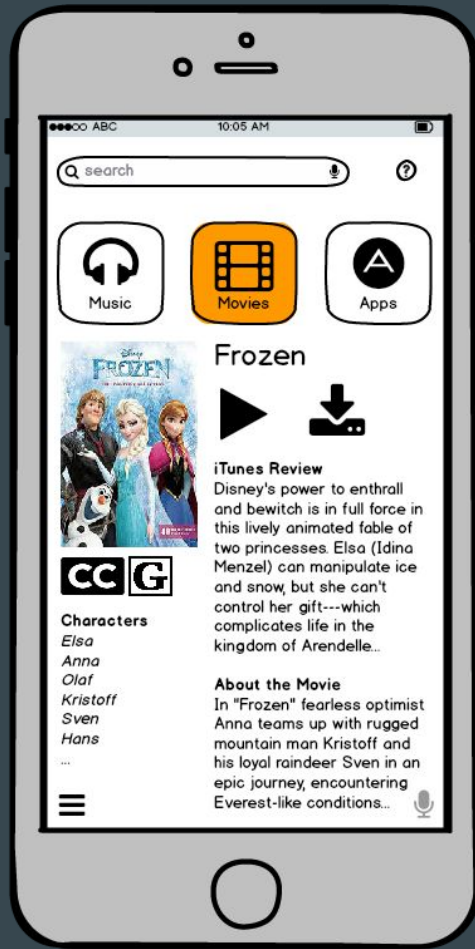 ABC 10:05 AM
search
Music Movies Apps
Disney
FROZEN
Frozen
iTunes Review
Disney's power to enthrall
and bewitch is in full force in
this lively animated fable of
two princesses. Elsa (Idina
Menzel) can manipulate ice
and snow, but she can't
control her gift---which
complicates life in the
kingdom of Arendelle...
CC G
Characters
Elsa
Anna
Olaf
Kristoff
Sven
Hans
...
About the Movie
In "Frozen" fearless optimist
Anna teams up with rugged
mountain man Kristoff and
his loyal raindeer Sven in an
epic journey, encountering
Everest-like conditions...